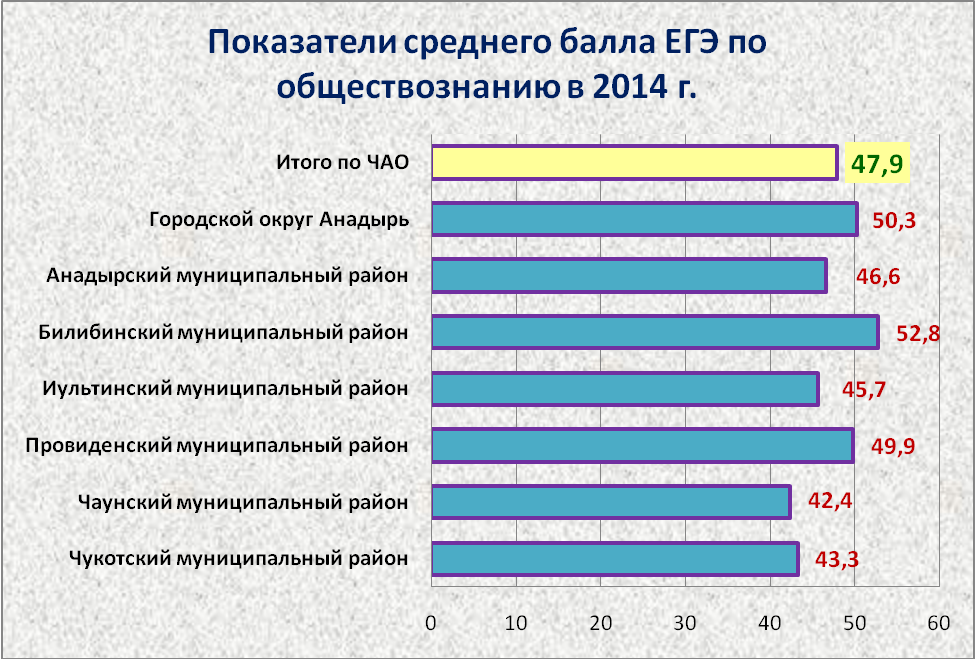 Показатели среднего балла ЕГЭ по
обществознанию в 2014 г.
Итого по ЧАО 47,9
Городской округ Анадырь 50,3
Анадырский муниципальный район 46,6
Билибинский муниципальный район 52,8
Иультинский муниципальный район 45,7
Провиденский муниципальный район 49,9
Чаунский муниципальный район 42,4
Чукотский муниципальный район 43,3
0 10 20 30 40 50 60